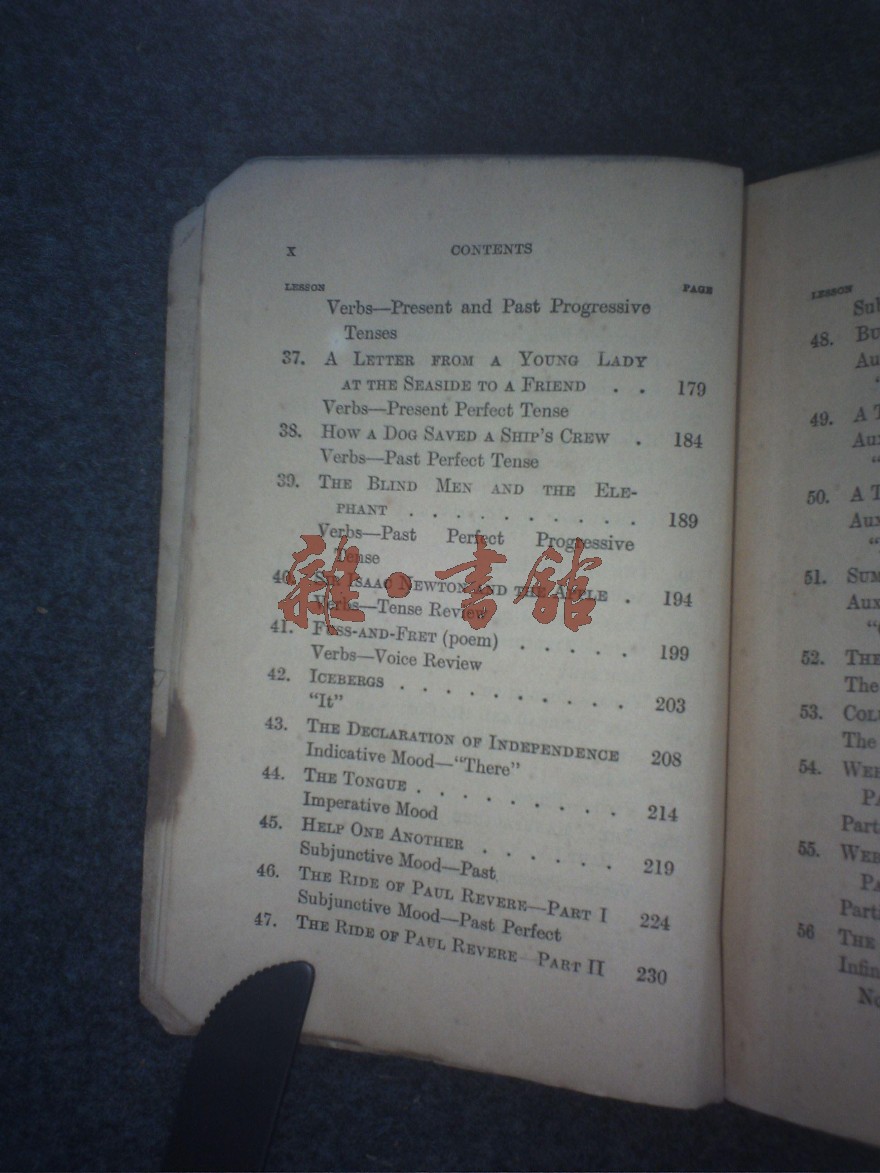 X CONTENTS
LESSON PAGE
Verbs—Present and Past Progressive
Tenses
37. A LETTER FROM A YOUNG LADY
AT THE SEASIDE TO A FRIEND . . 179
Verbs—Present Perfect Tense
38. HOW A DOG SAVED A SHIP'S CREW . 184
Verbs—Past Perfect Tense
39. THE BLIND MEN AND THE ELE-
PHANT . . . . . . . . . . 189
Verbs—Past Perfect Progressive
Tense
40. SIR ISAAC NEWTON AND THE APPLE . 194
Verbs—Tense Review
41. FUSS-AND-FRET (poem) . . . . . 199
Verbs—Voice Review
42. ICEBERGS . . . . . . . . . 203
"It"
43. THE DECLARATION OF INDEPENDENCE 208
Indicative Mood—"There"
44. THE TONGUE . . . . . . . . 214
Imperative Mood
45. HELP ONE ANOTHER . . . . . . 219
Subjunctive Mood—Past
46. THE RIDE OF PAUL REVERE—PART I 224
Subjunctive Mood—Past Perfect
47. THE RIDE OF PAUL REVERE—PART II 230
雜·書館
LESSON
48.
49. A
50. A
51.
52. THE
The
53.
The
54.
55.
56 THE